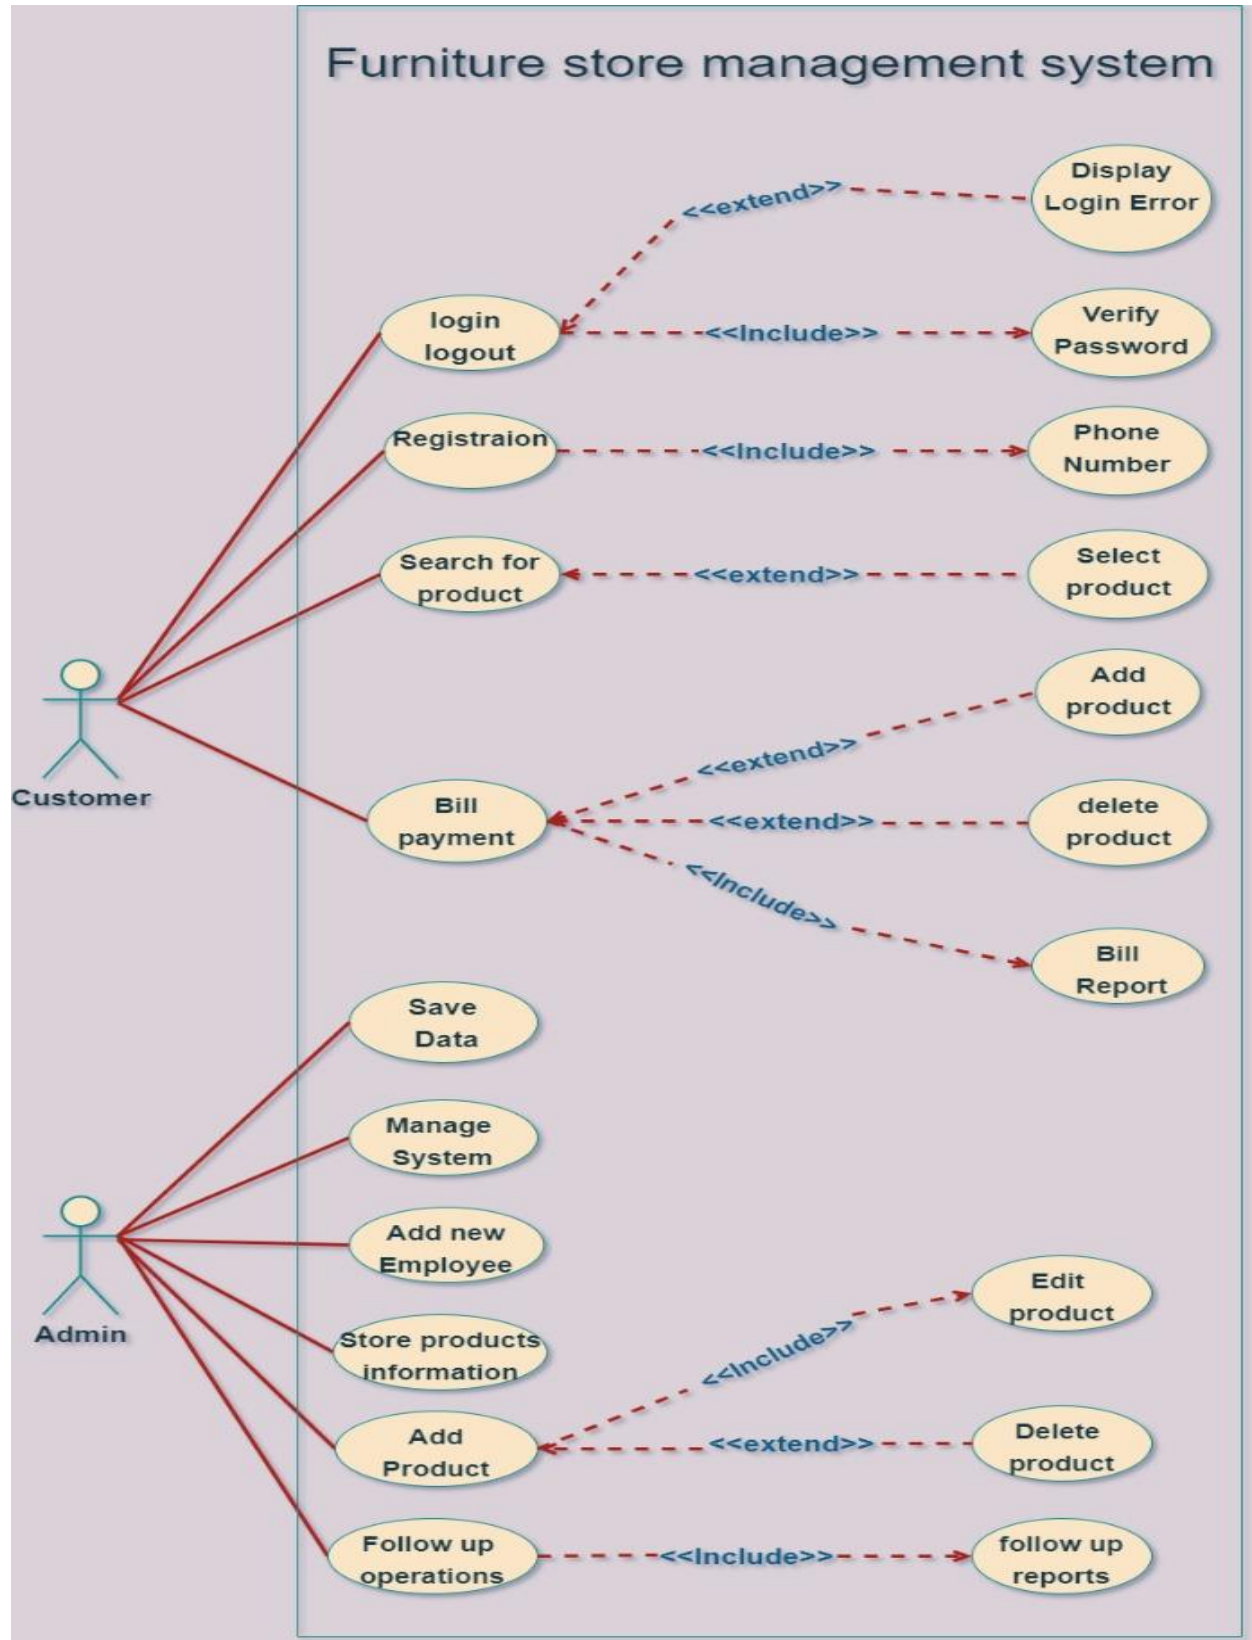 Furniture store management system
Display
Login Error
<<extend>>
login
logout
<<Include>>
Verify
Password
Registraion
<<Include>>
Phone
Number
Search for
product
<<extend>>
Select
product
Add
product
<<extend>>
Customer
Bill
payment
<<extend>>
delete
product
<<Include>>
Bill
Report
Save
Data
Manage
System
Add new
Employee
Admin
Edit
product
<<Include>>
Store products
information
Add
Product
<<extend>>
Delete
product
Follow up
operations
<<Include>>
follow up
reports